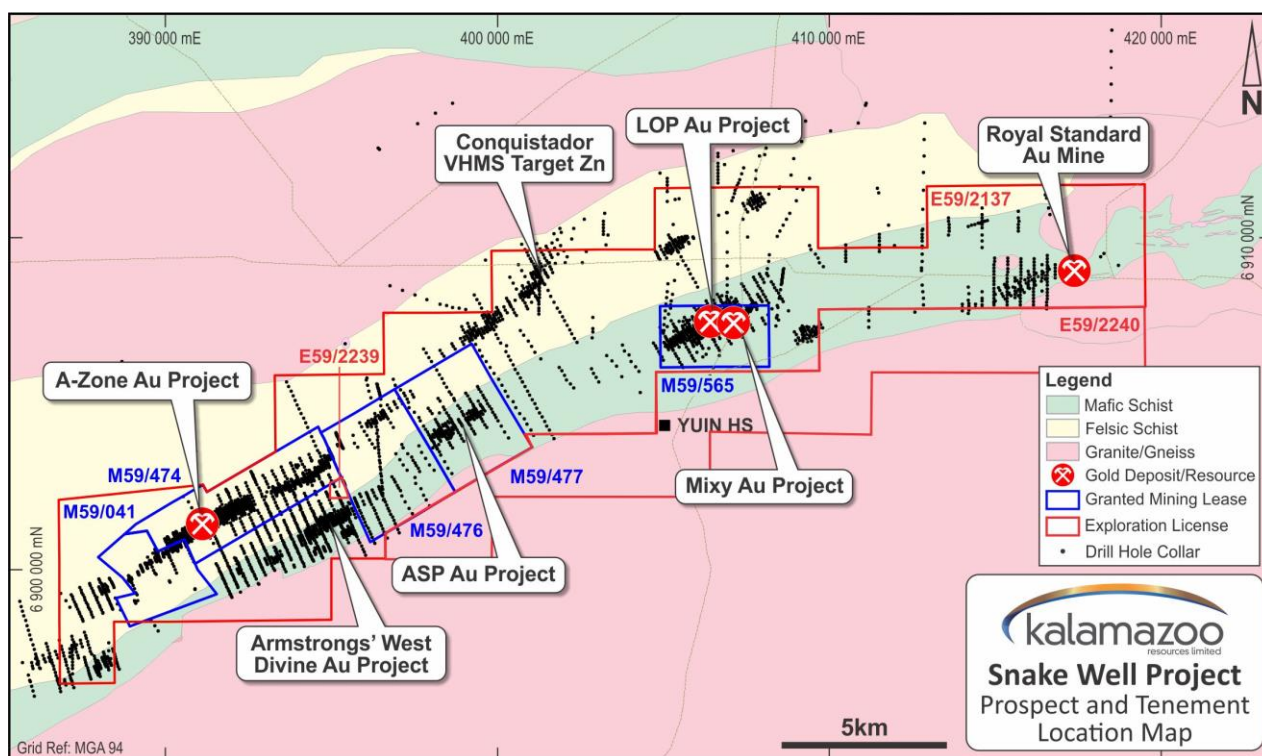 390 000 mE
400 000 mE
410 000 mE
420 000 mE
N
LOP Au Project
Conquistador
VHMS Target Zn
Royal Standard
Au Mine
E59/2137
6 910 000 mN
E59/2240
E59/2239
A-Zone Au Project
M59/565
YUIN HS
Mixy Au Project
M59/474
M59/041
M59/477
M59/476
ASP Au Project
6 900 000 mN
Armstrongs' West
Divine Au Project
Legend
Mafic Schist
Felsic Schist
Granite/Gneiss
Gold Deposit/Resource
Granted Mining Lease
Exploration License
Drill Hole Collar
kalamazoo
resources limited
Snake Well Project
Prospect and Tenement
Location Map
5km
Grid Ref: MGA 94